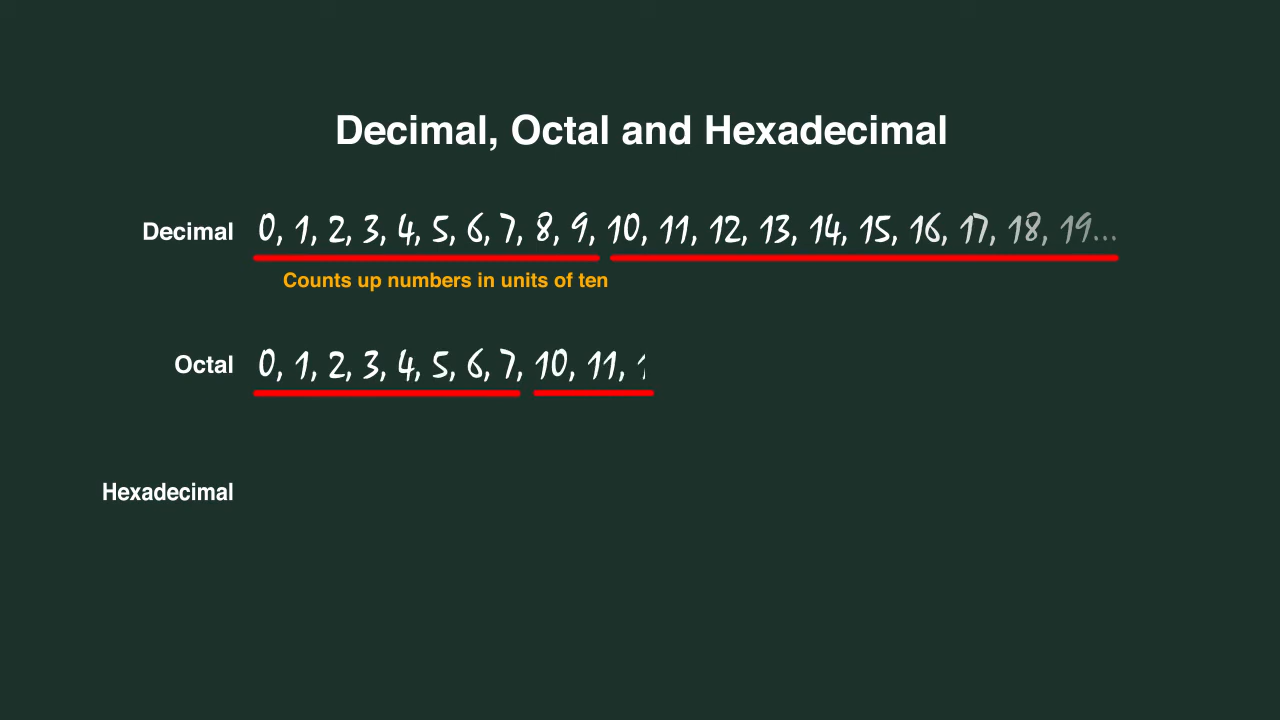 Decimal, Octal and Hexadecimal
Decimal 0, 1, 2, 3, 4, 5, 6, 7, 8, 9, 10, 11, 12, 13, 14, 15, 16, 17, 18, 19...
Counts up numbers in units of ten
Octal 0, 1, 2, 3, 4, 5, 6, 7, 10, 11,
Hexadecimal